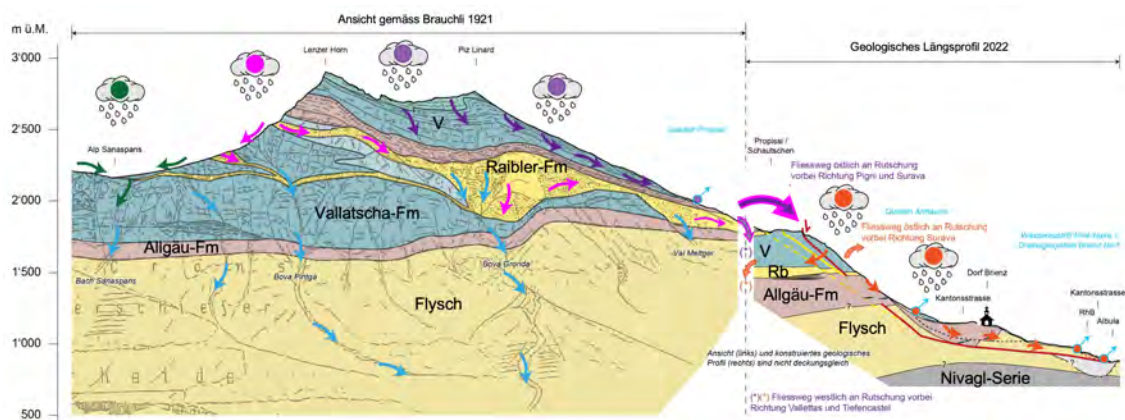 Ansicht gemäss Brauchli 1921
m ü.M.
Geologisches Längsprofil 2022
Lenzer Horn
Piz Linard
3'000
2'500
2'000
1'500
1'000
500
Alp Sanaspans
V
Raibler-Fm
Vallatscha-Fm
Allgäu-Fm
Flysch
Bach Sanaspans
Bova Pintga
Bova Gronda
Val Mettger
Propissi /
Schautschen
Fliessweg östlich an Rutschung
vorbei Richtung Pigni und Surava
Fliessweg östlich an Rutschung
vorbei Richtung Surava
V
Rb
Allgäu-Fm
Flysch
Nivagl-Serie
Kantonsstrasse
Dorf Brienz
Kantonsstrasse
RhB
Albula
Ansicht (links) und konstruiertes geologisches
Profil (rechts) sind nicht deckungsgleich
(*)(*) Fliessweg westlich an Rutschung vorbei
Richtung Vallettas und Tiefencastel
(*)
(*)
?
?